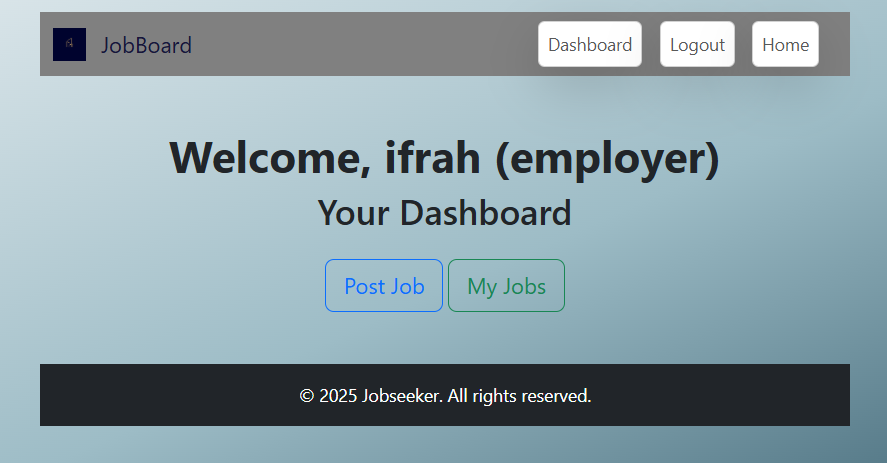 JobBoard
Dashboard Logout Home
Welcome, ifrah (employer)
Your Dashboard
Post Job My Jobs
© 2025 Jobseeker. All rights reserved.